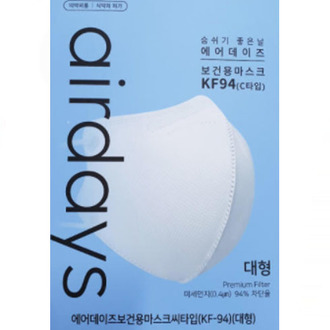 의약외품 | 식약처 허가
airdays
숨쉬기 좋은날
에어데이즈
보건용마스크
KF94(C타입)
대형
Premium Filter
미세먼지(0.4㎛) 94% 차단율
에어데이즈보건용마스크씨타입(KF-94)(대형)